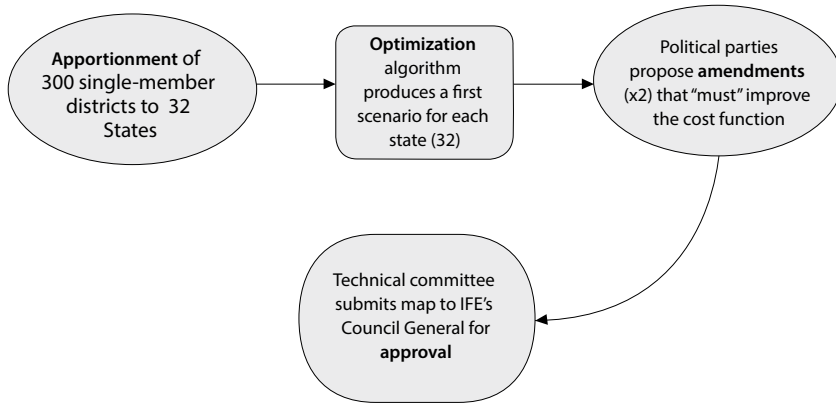 Apportionment of
300 single-member
districts to 32
States
Optimization
algorithm
produces a first
scenario for each
state (32)
Political parties
propose amendments
(x2) that “must” improve
the cost function
Technical committee
submits map to IFE’s
Council General for
approval